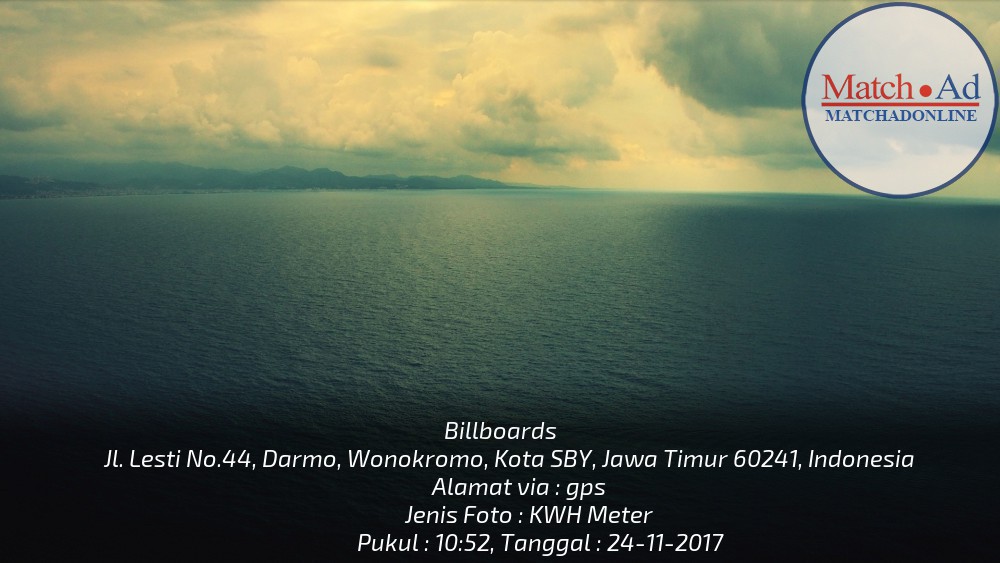 Match Ad
MATCHADONLINE
Billboards
Jl. Lesti No.44, Darmo, Wonokromo, Kota SBY, Jawa Timur 60241, Indonesia
Alamat via : gps
Jenis Foto : KWH Meter
Pukul : 10:52, Tanggal : 24-11-2017